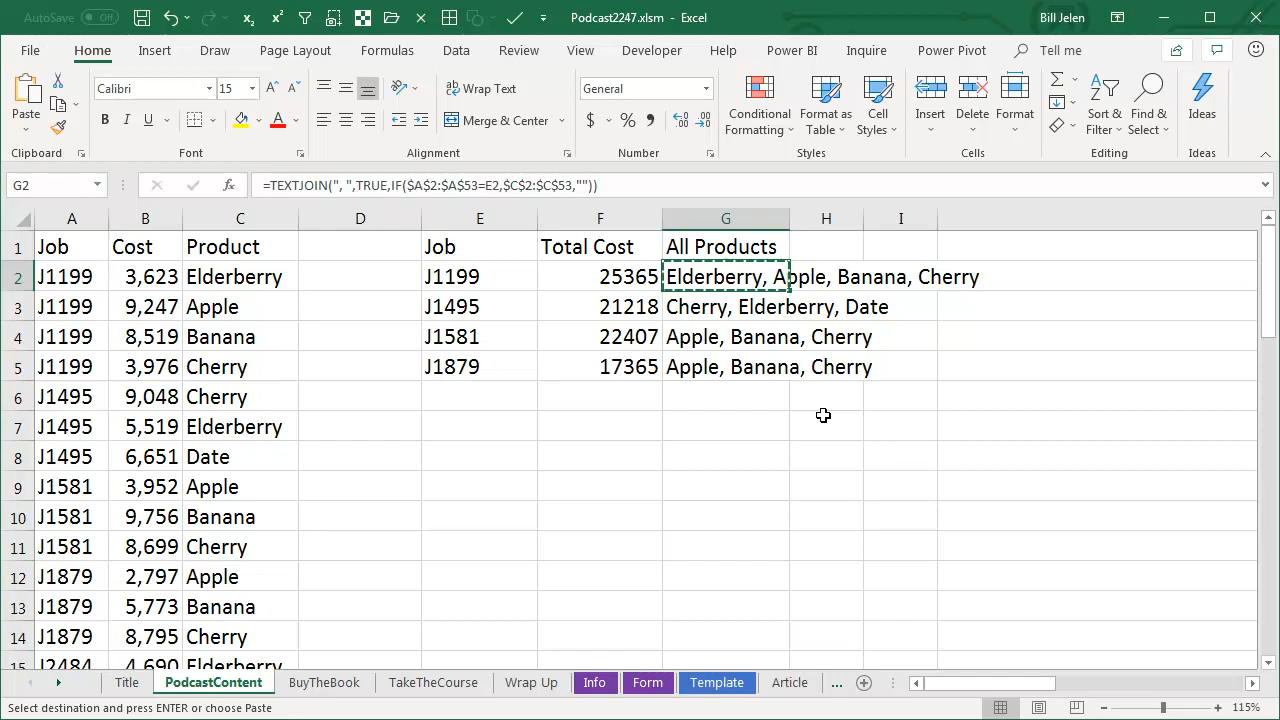 AutoSave Off Podcast2247.xlsm - Excel Bill Jelen
File Home Insert Draw Page Layout Formulas Data Review View Developer Help Power BI Inquire Power Pivot Tell me
Paste Calibri 15 Wrap Text General Conditional Format as Cell Insert Delete Format Sort & Find & Ideas
B I U A Merge & Center $ % Formatting Table Styles Filter Select
Clipboard Font Alignment Number Styles Cells Editing Ideas
G2 fx =TEXTJOIN(", ",TRUE,IF($A$2:$A$53=E2,$C$2:$C$53,""))
A B C D E F G H I
1 Job Cost Product Job Total Cost All Products
2 J1199 3,623 Elderberry J1199 25365 Elderberry, Apple, Banana, Cherry
3 J1199 9,247 Apple J1495 21218 Cherry, Elderberry, Date
4 J1199 8,519 Banana J1581 22407 Apple, Banana, Cherry
5 J1199 3,976 Cherry J1879 17365 Apple, Banana, Cherry
6 J1495 9,048 Cherry
7 J1495 5,519 Elderberry
8 J1495 6,651 Date
9 J1581 3,952 Apple
10 J1581 9,756 Banana
11 J1581 8,699 Cherry
12 J1879 2,797 Apple
13 J1879 5,773 Banana
14 J1879 8,795 Cherry
15 J2484 4,690 Elderberry
Title PodcastContent BuyTheBook TakeTheCourse Wrap Up Info Form Template Article ...
Select destination and press ENTER or choose Paste 115%